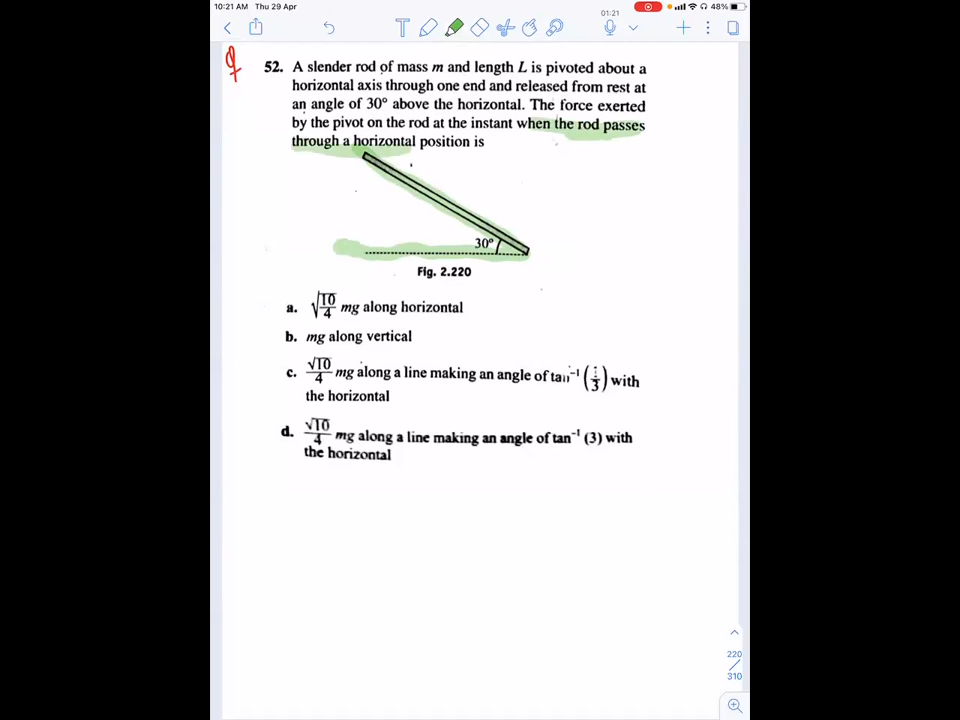 10:21 AM Thu 29 Apr
01:21
48%
T
52. A slender rod of mass m and length L is pivoted about a
horizontal axis through one end and released from rest at
an angle of 30° above the horizontal. The force exerted
by the pivot on the rod at the instant when the rod passes
through a horizontal position is
30°
Fig. 2.220
a. √10/4 mg along horizontal
b. mg along vertical
c. √10/4 mg along a line making an angle of tan⁻¹ (1/3) with
the horizontal
d. √10/4 mg along a line making an angle of tan⁻¹ (3) with
the horizontal
220
310